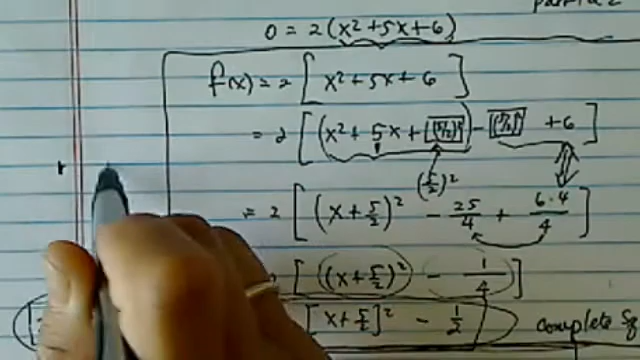 0 = 2(x²+5x+6)
f(x) = 2 [ x²+5x+6 ]
= 2 [ (x²+5x+[(5/2)²]) - [(5/2)²] +6 ]
(5/2)²
= 2 [ (x+5/2)² - 25/4 + 6·4/4 ]
[ ((x+5/2)²) - 1/4 ]
[x+5/2]² - 1/2 complete Sq